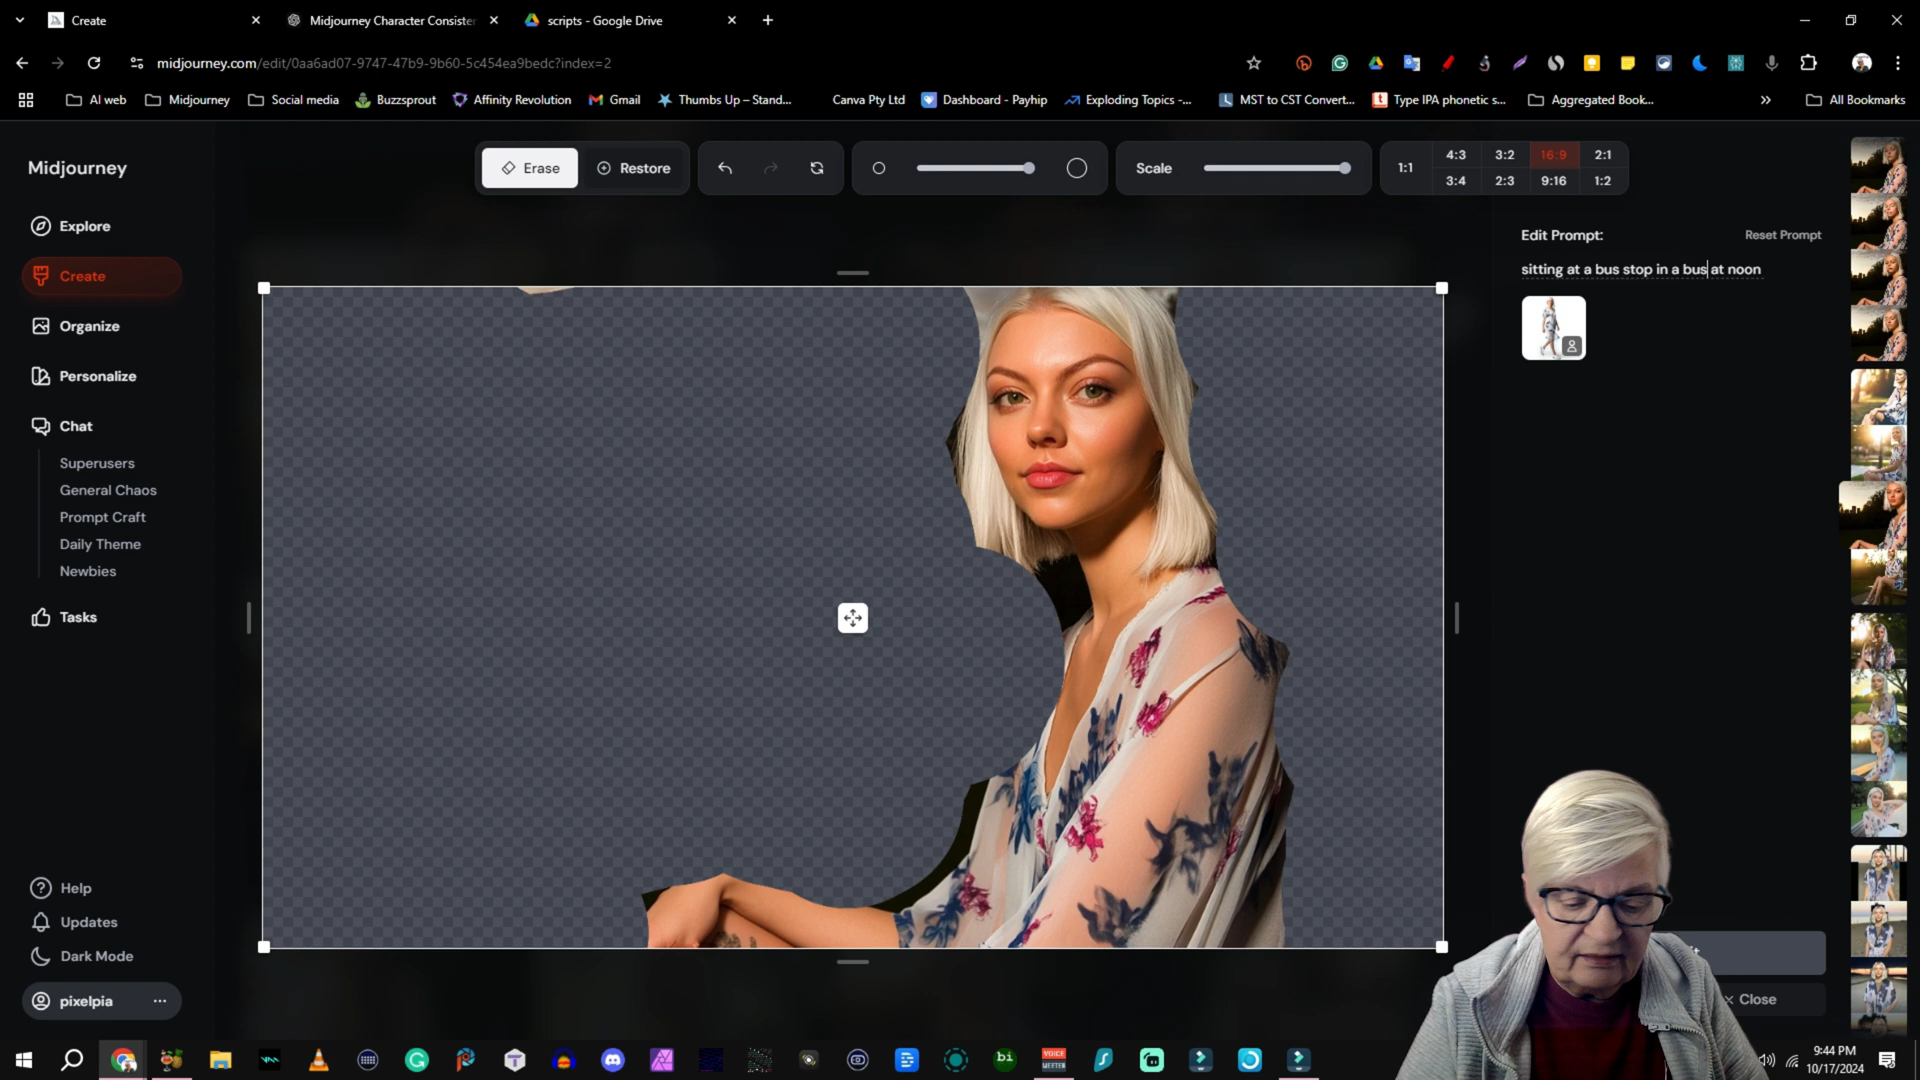 Create
Midjourney Character Consister
scripts - Google Drive
midjourney.com/edit/0aa6ad07-9747-47b9-9b60-5c454ea9bedc?index=2
AI web
Midjourney
Social media
Buzzsprout
Affinity Revolution
Gmail
Thumbs Up – Stand...
Canva Pty Ltd
Dashboard - Payhip
Exploding Topics -...
MST to CST Convert...
Type IPA phonetic s...
Aggregated Book...
All Bookmarks
Midjourney
Erase
Restore
Scale
1:1
4:3
3:2
16:9
2:1
3:4
2:3
9:16
1:2
Explore
Create
Organize
Personalize
Chat
Superusers
General Chaos
Prompt Craft
Daily Theme
Newbies
Tasks
Edit Prompt:
Reset Prompt
sitting at a bus stop in a bus at noon
Help
Updates
Dark Mode
pixelpia
Close
bi
VOICE
MEETER
9:44 PM
10/17/2024